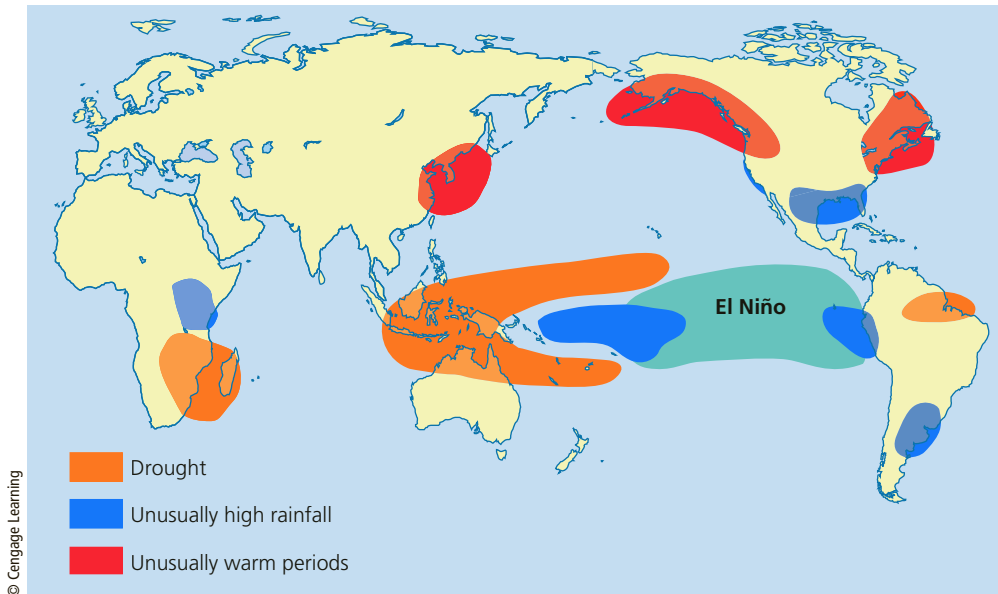 El Niño
Drought
Unusually high rainfall
Unusually warm periods
© Cengage Learning